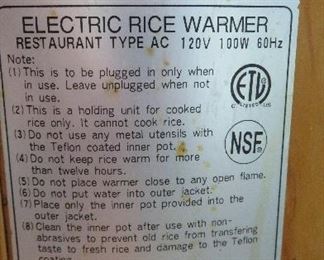 ELECTRIC RICE WARMER
RESTAURANT TYPE AC 120V 100W 60Hz
Note:
(1) This is to be plugged in only when
in use. Leave unplugged when not
in use.
(2) This is a holding unit for cooked
rice only. It cannot cook rice.
(3) Do not use any metal utensils with
the Teflon coated inner pot.
(4) Do not keep rice warm for more
than twelve hours.
(5) Do not place warmer close to any open flame.
(6) Do not put water into outer jacket.
(7) Place only the inner pot provided into the
outer jacket.
(8) Clean the inner pot after use with non-
abrasives to prevent old rice from transfering
taste to fresh rice and damage to the Teflon
coating.
ETL
NSF